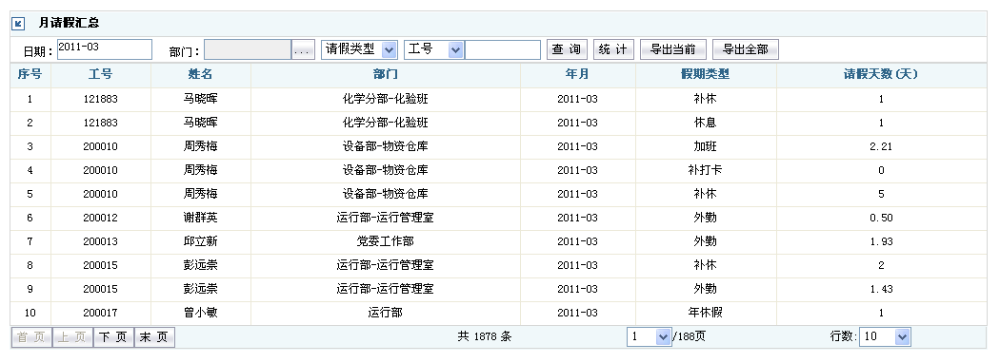 月请假汇总
日期: 2011-03 部门: ... 请假类型 工号 查 询 统 计 导出当前 导出全部
序号 工号 姓名 部门 年月 假期类型 请假天数(天)
1 121883 马晓晖 化学分部-化验班 2011-03 补休 1
2 121883 马晓晖 化学分部-化验班 2011-03 休息 1
3 200010 周秀梅 设备部-物资仓库 2011-03 加班 2.21
4 200010 周秀梅 设备部-物资仓库 2011-03 补打卡 0
5 200010 周秀梅 设备部-物资仓库 2011-03 补休 5
6 200012 谢群英 运行部-运行管理室 2011-03 外勤 0.50
7 200013 邱立新 党委工作部 2011-03 外勤 1.93
8 200015 彭远崇 运行部-运行管理室 2011-03 补休 2
9 200015 彭远崇 运行部-运行管理室 2011-03 外勤 1.43
10 200017 曾小敏 运行部 2011-03 年休假 1
首 页 上 页 下 页 末 页 共 1878 条 1 /188页 行数: 10